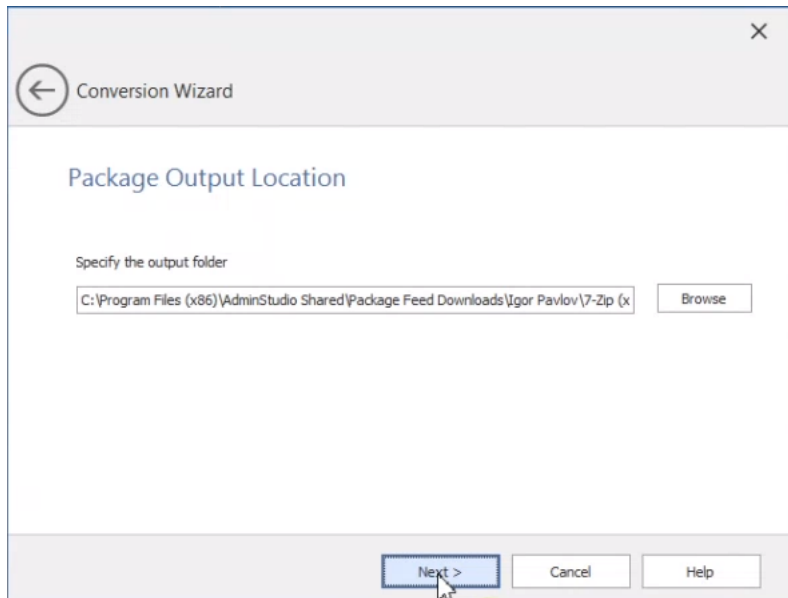 Conversion Wizard
Package Output Location
Specify the output folder
C:\Program Files (x86)\AdminStudio Shared\Package Feed Downloads\Igor Pavlov\7-Zip (x
Browse
Next >
Cancel
Help